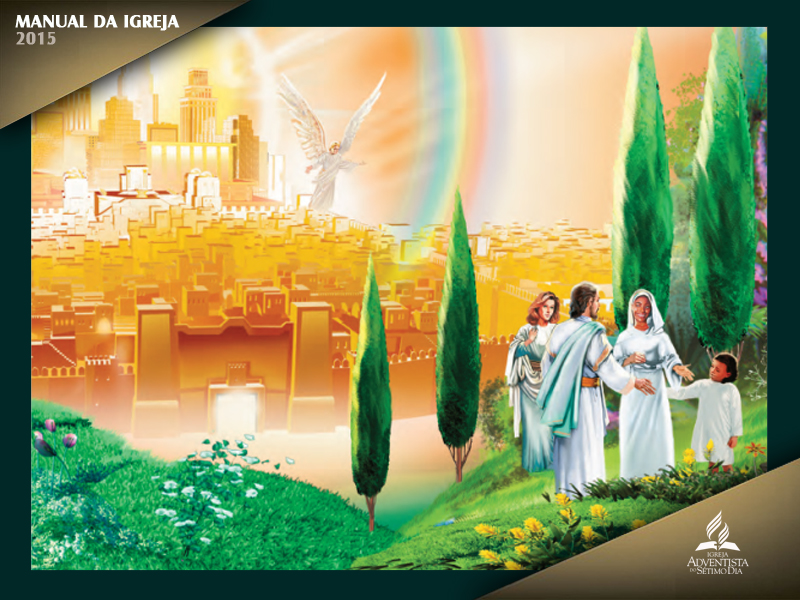 MANUAL DA IGREJA
2015
IGREJA
ADVENTISTA
DO SÉTIMO DIA